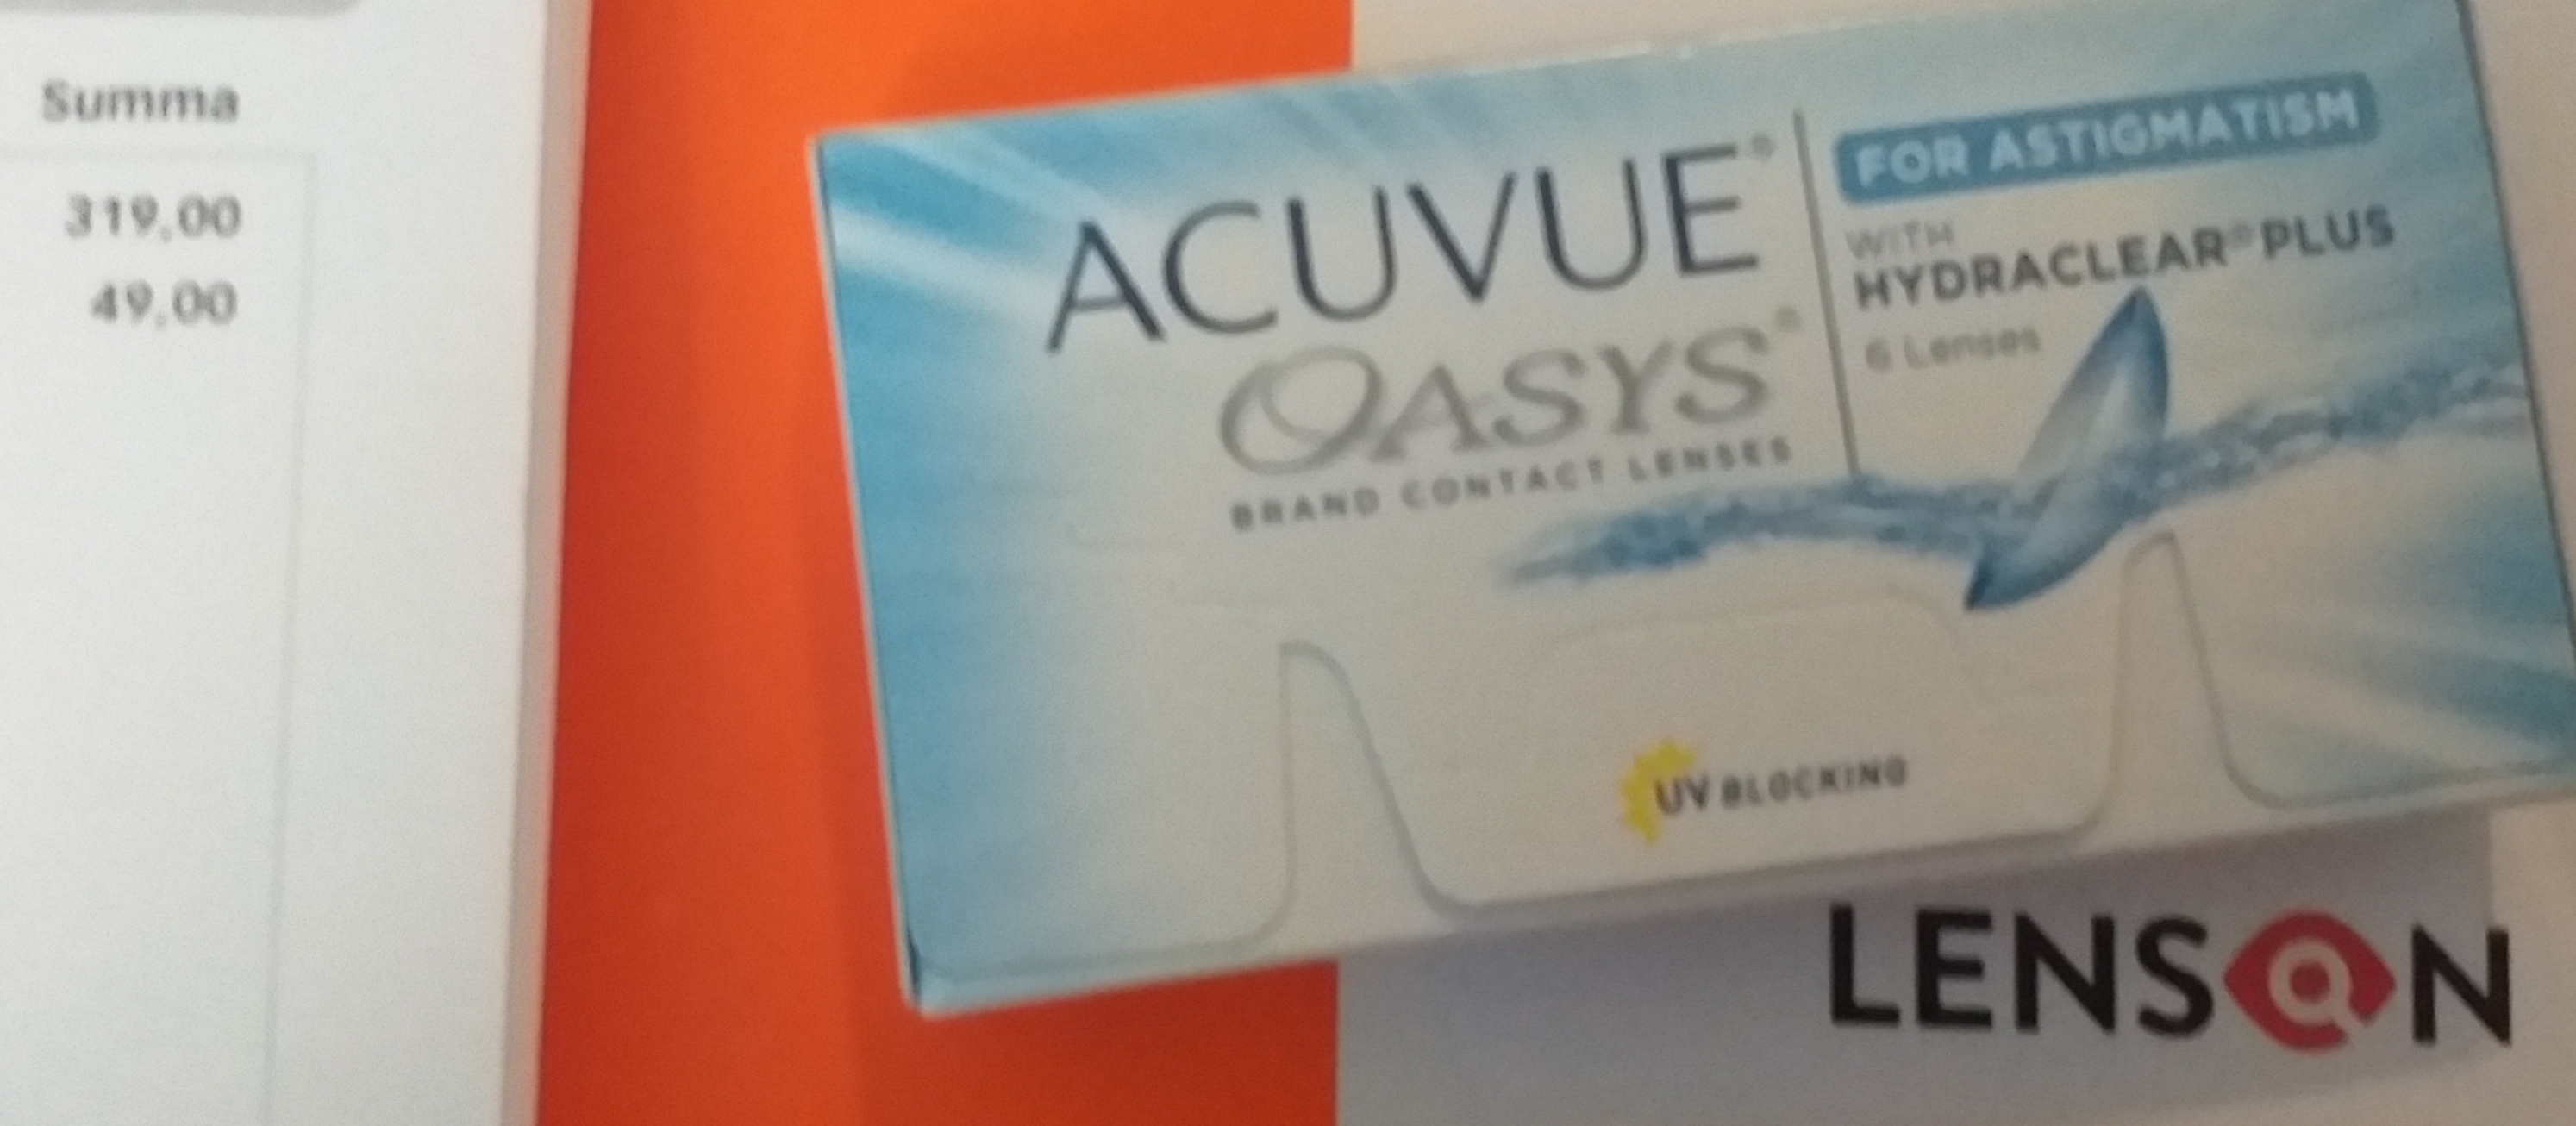 Summa
319,00
49,00
ACUVUE®
OASYS®
BRAND CONTACT LENSES
FOR ASTIGMATISM
WITH
HYDRACLEAR® PLUS
6 Lenses
UV BLOCKING
LENSON